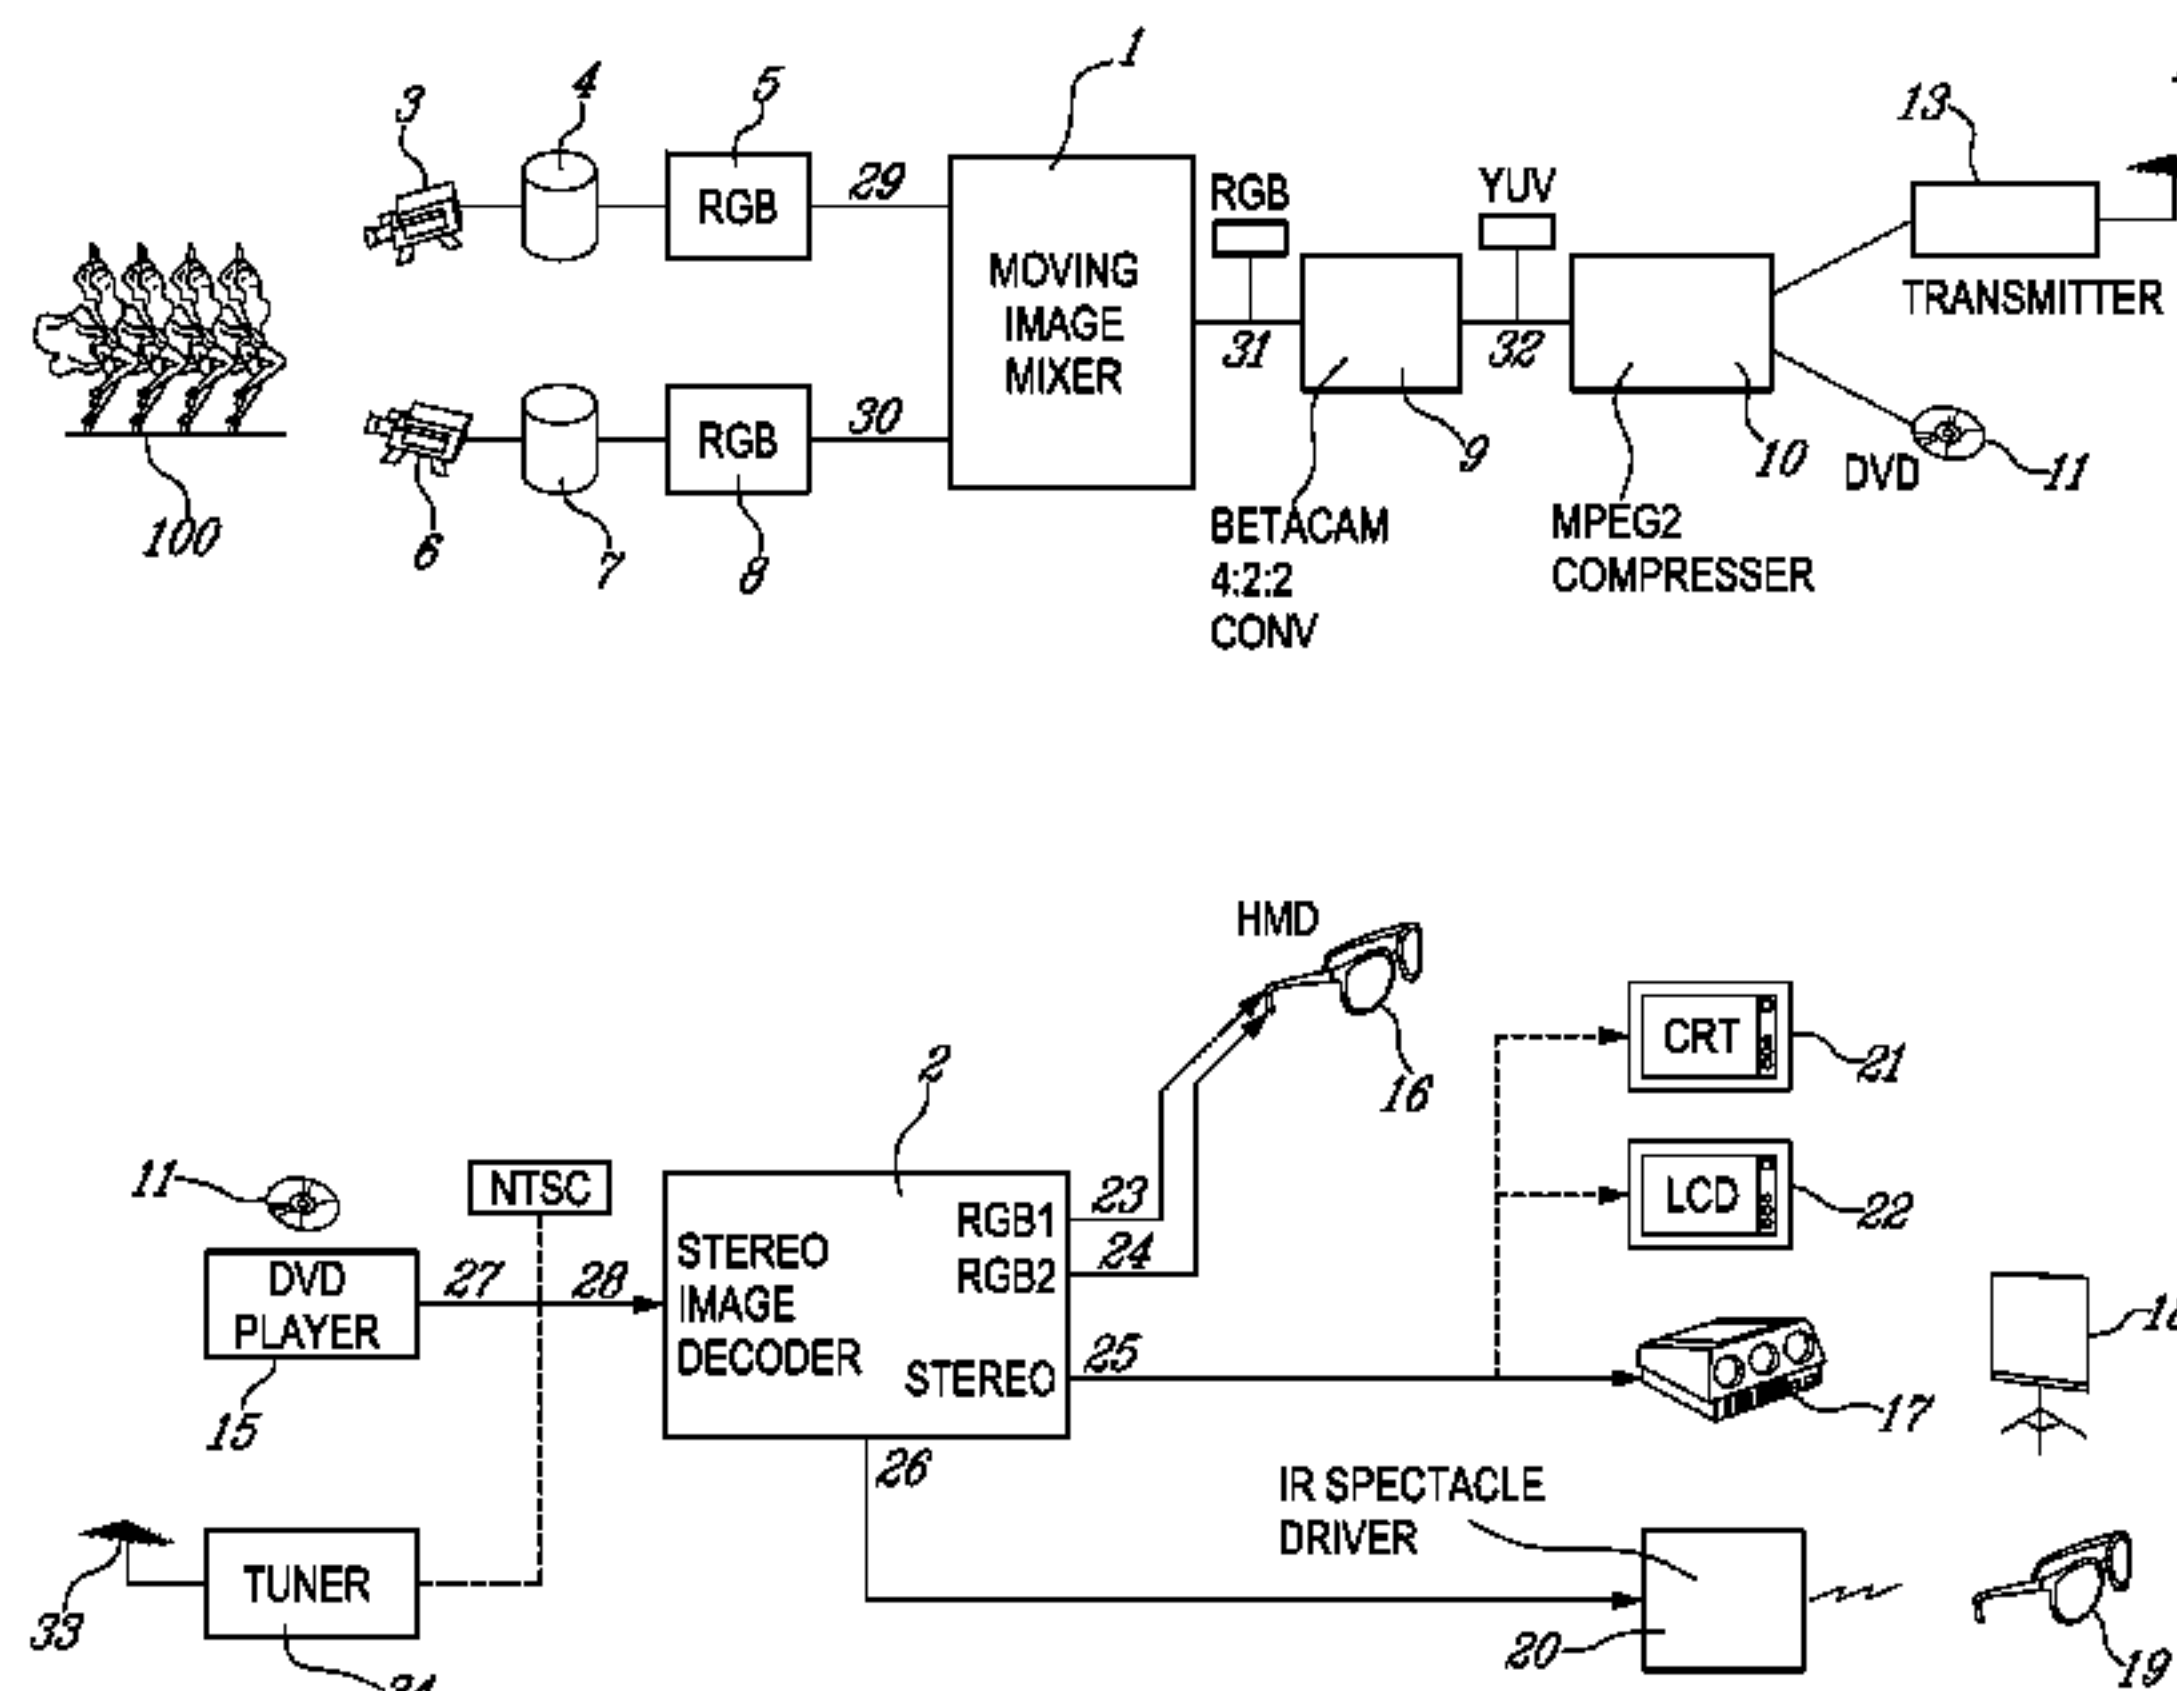 1
3
4
5
13
RGB
29
MOVING
IMAGE
MIXER
RGB
31
YUV
32
TRANSMITTER
RGB
30
9
10
DVD
11
100
6
7
8
BETACAM
4:2:2
CONV
MPEG2
COMPRESSER
HMD
16
CRT
21
2
11
NTSC
LCD
22
DVD
PLAYER
27
28
STEREO
IMAGE
DECODER
RGB1
RGB2
STEREO
23
24
25
15
17
26
IR SPECTACLE
DRIVER
33
TUNER
20
19